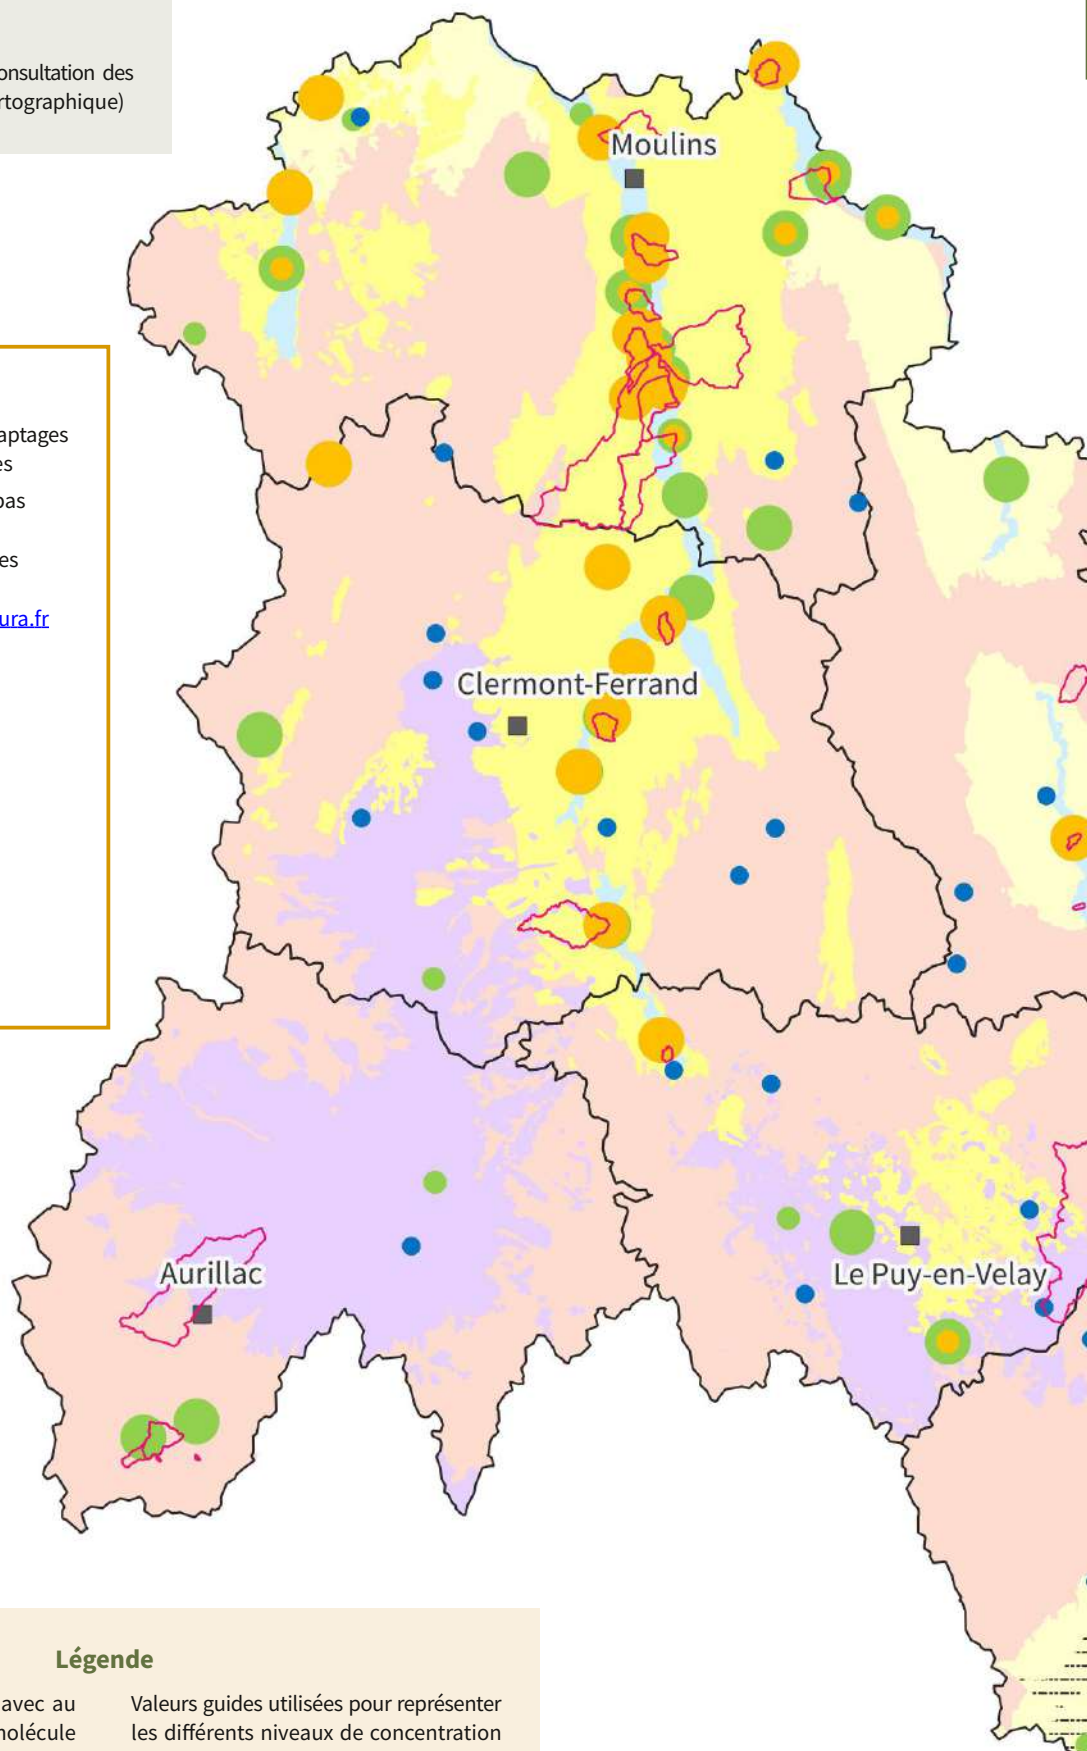 onsultation des
rtographique)
Moulins
aptages
es
pas
es
ura.fr
Clermont-Ferrand
Aurillac
Le Puy-en-Velay
Légende
avec au
nolécule
Valeurs guides utilisées pour représenter
les différents niveaux de concentration